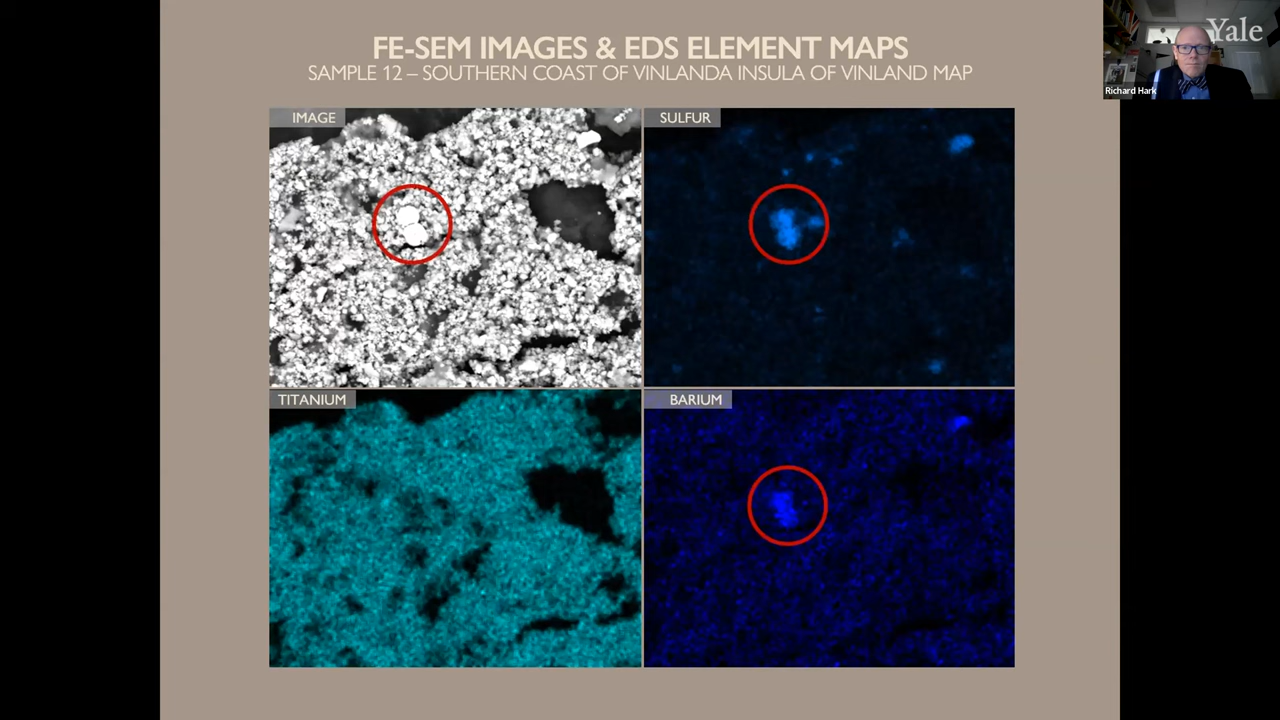 FE-SEM IMAGES & EDS ELEMENT MAPS
SAMPLE 12 – SOUTHERN COAST OF VINLANDA INSULA OF VINLAND MAP
Yale
Richard Hark
IMAGE
SULFUR
TITANIUM
BARIUM